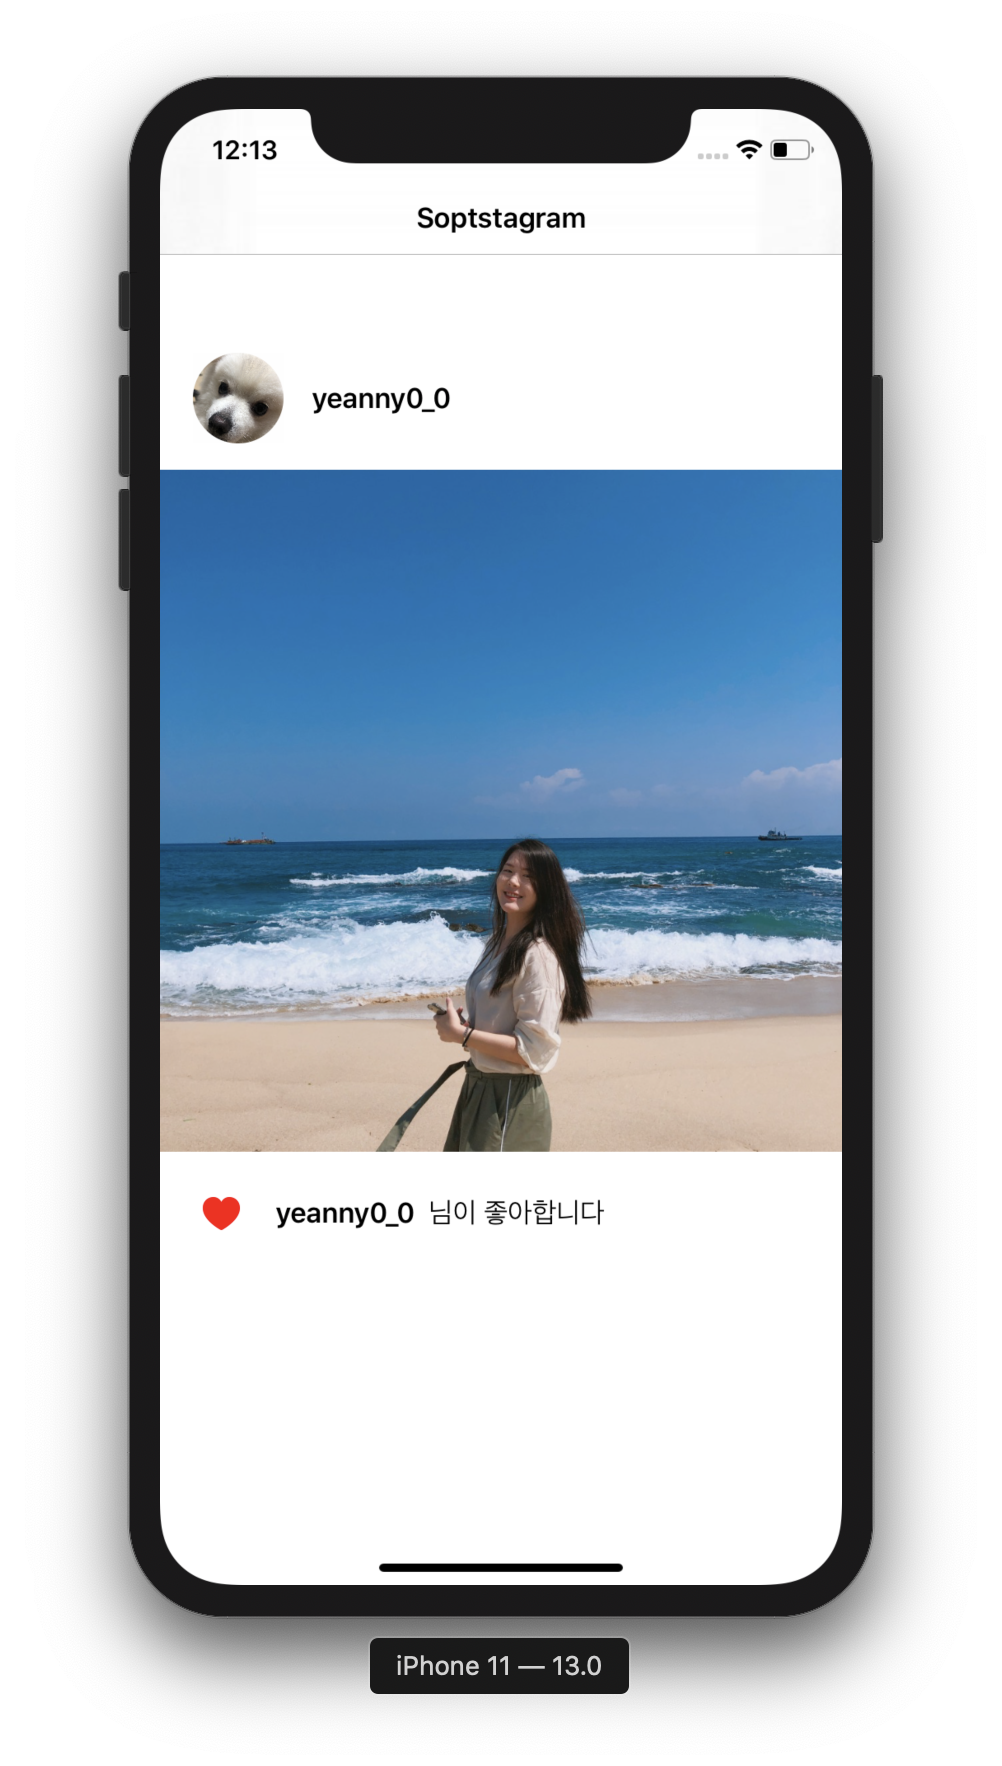 12:13
Soptstagram
yeanny0_0
yeanny0_0 님이 좋아합니다
iPhone 11 — 13.0